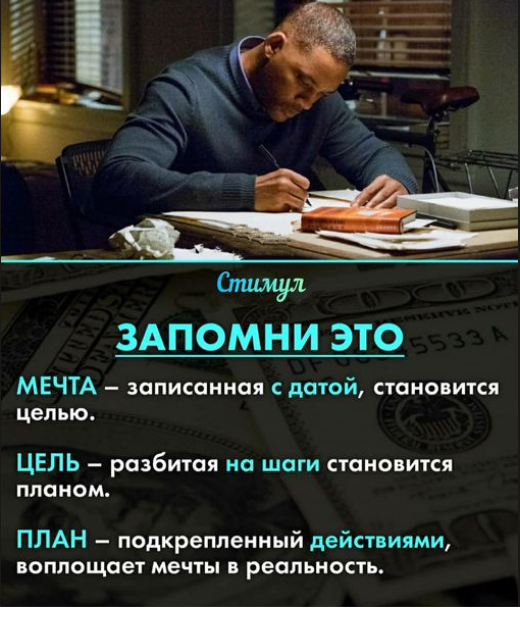 Стимул
ЗАПОМНИ ЭТО
МЕЧТА – записанная с датой, становится
целью.
ЦЕЛЬ – разбитая на шаги становится
планом.
ПЛАН – подкрепленный действиями,
воплощает мечты в реальность.